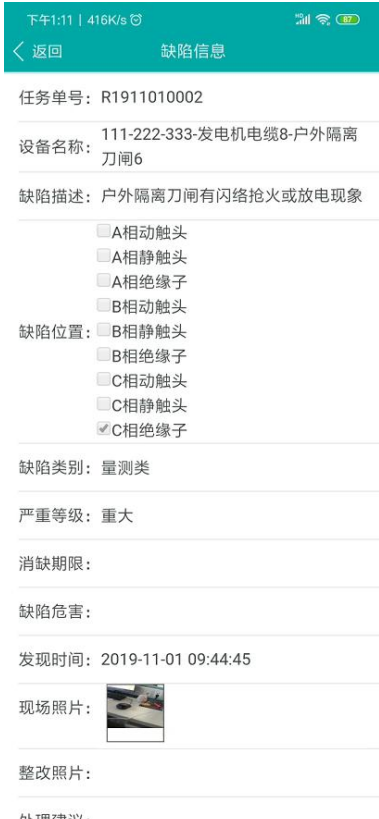 下午1:11 | 416K/s
87
返回 缺陷信息
任务单号： R1911010002
设备名称： 111-222-333-发电机电缆8-户外隔离
刀闸6
缺陷描述： 户外隔离刀闸有闪络抢火或放电现象
A相动触头
A相静触头
A相绝缘子
B相动触头
缺陷位置： B相静触头
B相绝缘子
C相动触头
C相静触头
C相绝缘子
缺陷类别： 量测类
严重等级： 重大
消缺期限：
缺陷危害：
发现时间： 2019-11-01 09:44:45
现场照片：
整改照片：
处理建议：